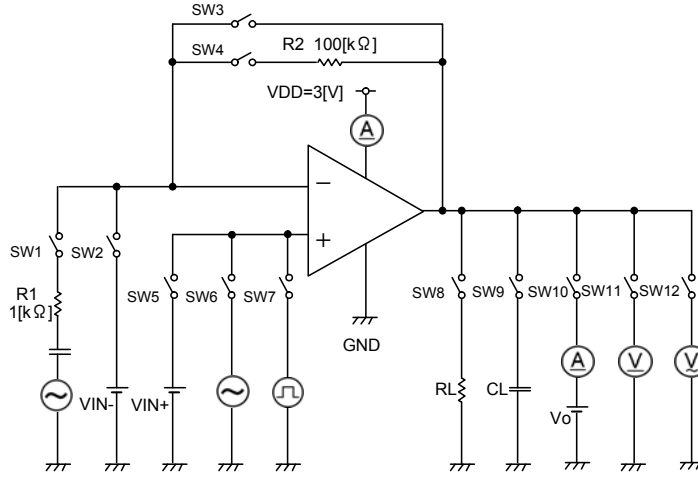 SW3
SW4
R2 100[kΩ]
VDD=3[V]
A
−
+
SW1
SW2
R1
1[kΩ]
SW5
SW6
SW7
SW8
SW9
SW10
SW11
SW12
GND
VIN-
VIN+
RL
CL
A
V
V
Vo